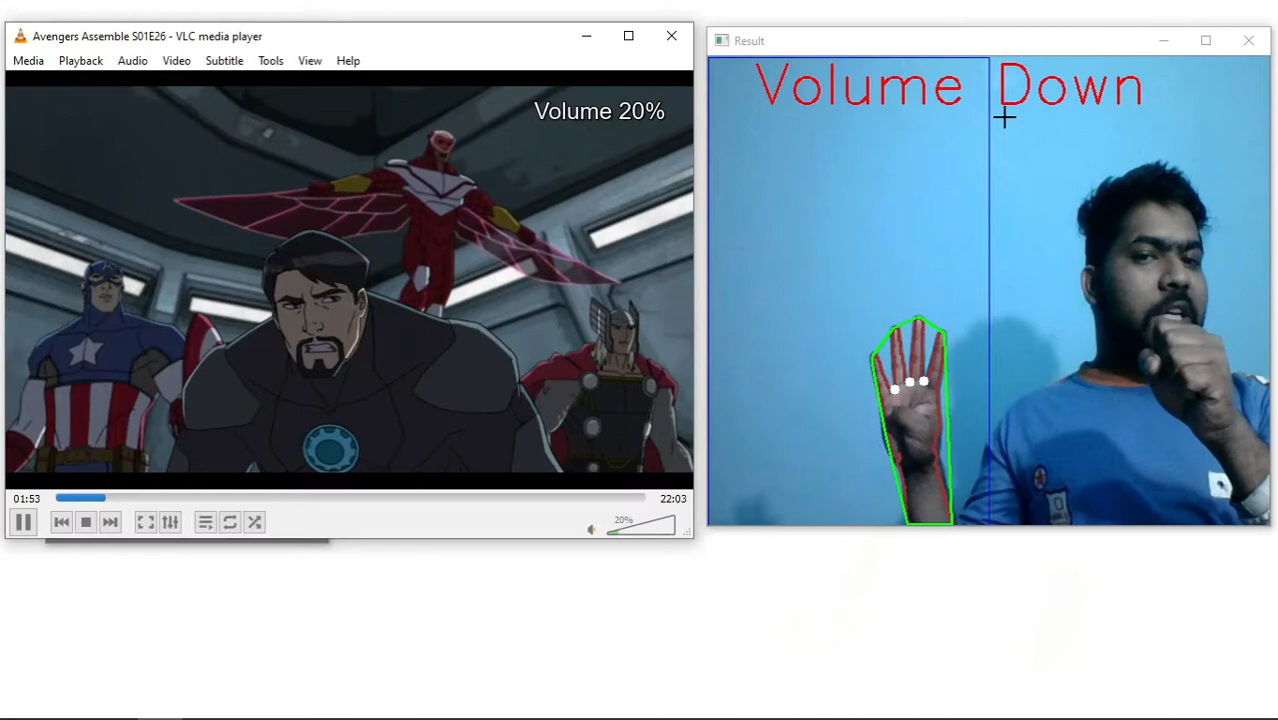 Avengers Assemble S01E26 - VLC media player
Media Playback Audio Video Subtitle Tools View Help
Volume 20%
01:53
22:03
20%
Result
Volume Down